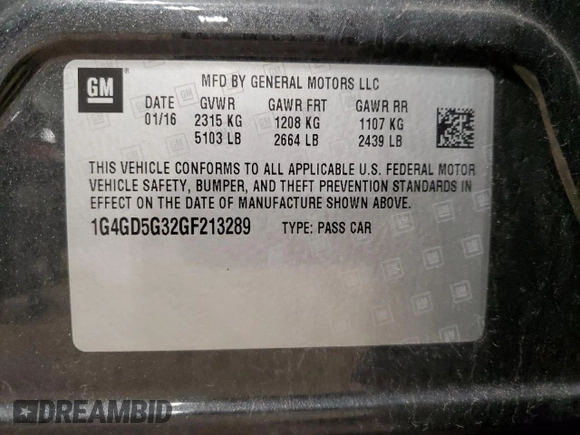 GM
MFD BY GENERAL MOTORS LLC
DATE GVWR GAWR FRT GAWR RR
01/16 2315 KG 1208 KG 1107 KG
5103 LB 2664 LB 2439 LB
THIS VEHICLE CONFORMS TO ALL APPLICABLE U.S. FEDERAL MOTOR
VEHICLE SAFETY, BUMPER, AND THEFT PREVENTION STANDARDS IN
EFFECT ON THE DATE OF MANUFACTURE SHOWN ABOVE.
1G4GD5G32GF213289 TYPE: PASS CAR
DREAMBID